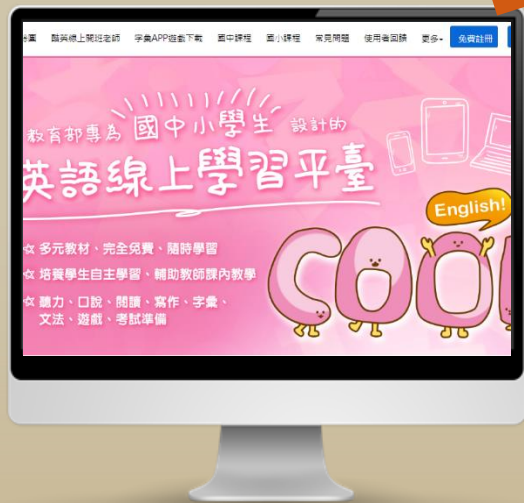 圖 酷英線上開班老師 字彙APP遊戲下載 國中課程 國小課程 常見問題 使用者回饋 更多 免費註冊
教育部專為 國中小學生 設計的
英語線上學習平臺
English!
COO
☆ 多元教材、完全免費、隨時學習
☆ 培養學生自主學習、輔助教師課內教學
☆ 聽力、口說、閱讀、寫作、字彙、
文法、遊戲、考試準備